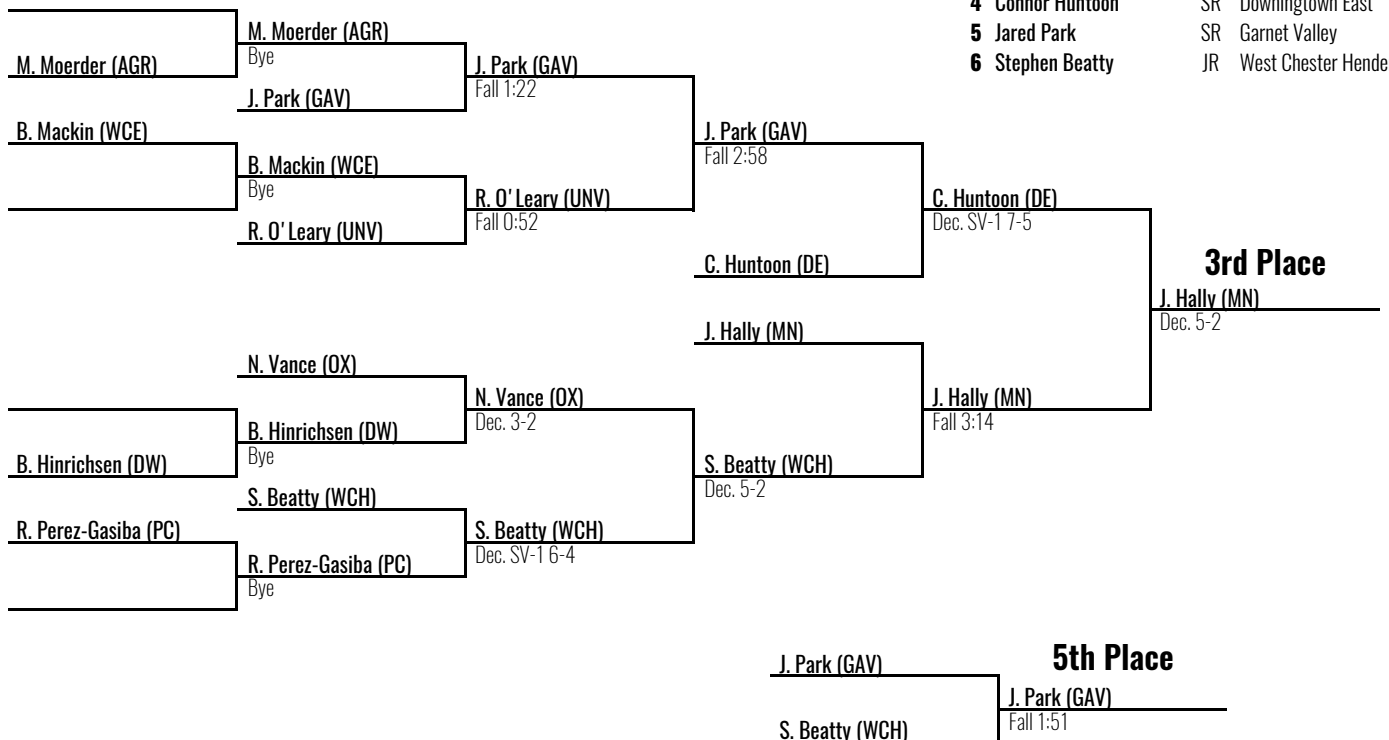 4 Connor Huntoon SR Downingtown East
5 Jared Park SR Garnet Valley
6 Stephen Beatty JR West Chester Hende
M. Moerder (AGR)
Bye
M. Moerder (AGR)
J. Park (GAV)
Fall 1:22
J. Park (GAV)
B. Mackin (WCE)
J. Park (GAV)
Fall 2:58
B. Mackin (WCE)
Bye
R. O'Leary (UNV)
Fall 0:52
C. Huntoon (DE)
Dec. SV-1 7-5
R. O'Leary (UNV)
C. Huntoon (DE)
3rd Place
J. Hally (MN)
Dec. 5-2
J. Hally (MN)
N. Vance (OX)
N. Vance (OX)
Dec. 3-2
J. Hally (MN)
Fall 3:14
B. Hinrichsen (DW)
Bye
B. Hinrichsen (DW)
S. Beatty (WCH)
Dec. 5-2
S. Beatty (WCH)
R. Perez-Gasiba (PC)
S. Beatty (WCH)
Dec. SV-1 6-4
R. Perez-Gasiba (PC)
Bye
5th Place
J. Park (GAV)
J. Park (GAV)
Fall 1:51
S. Beatty (WCH)